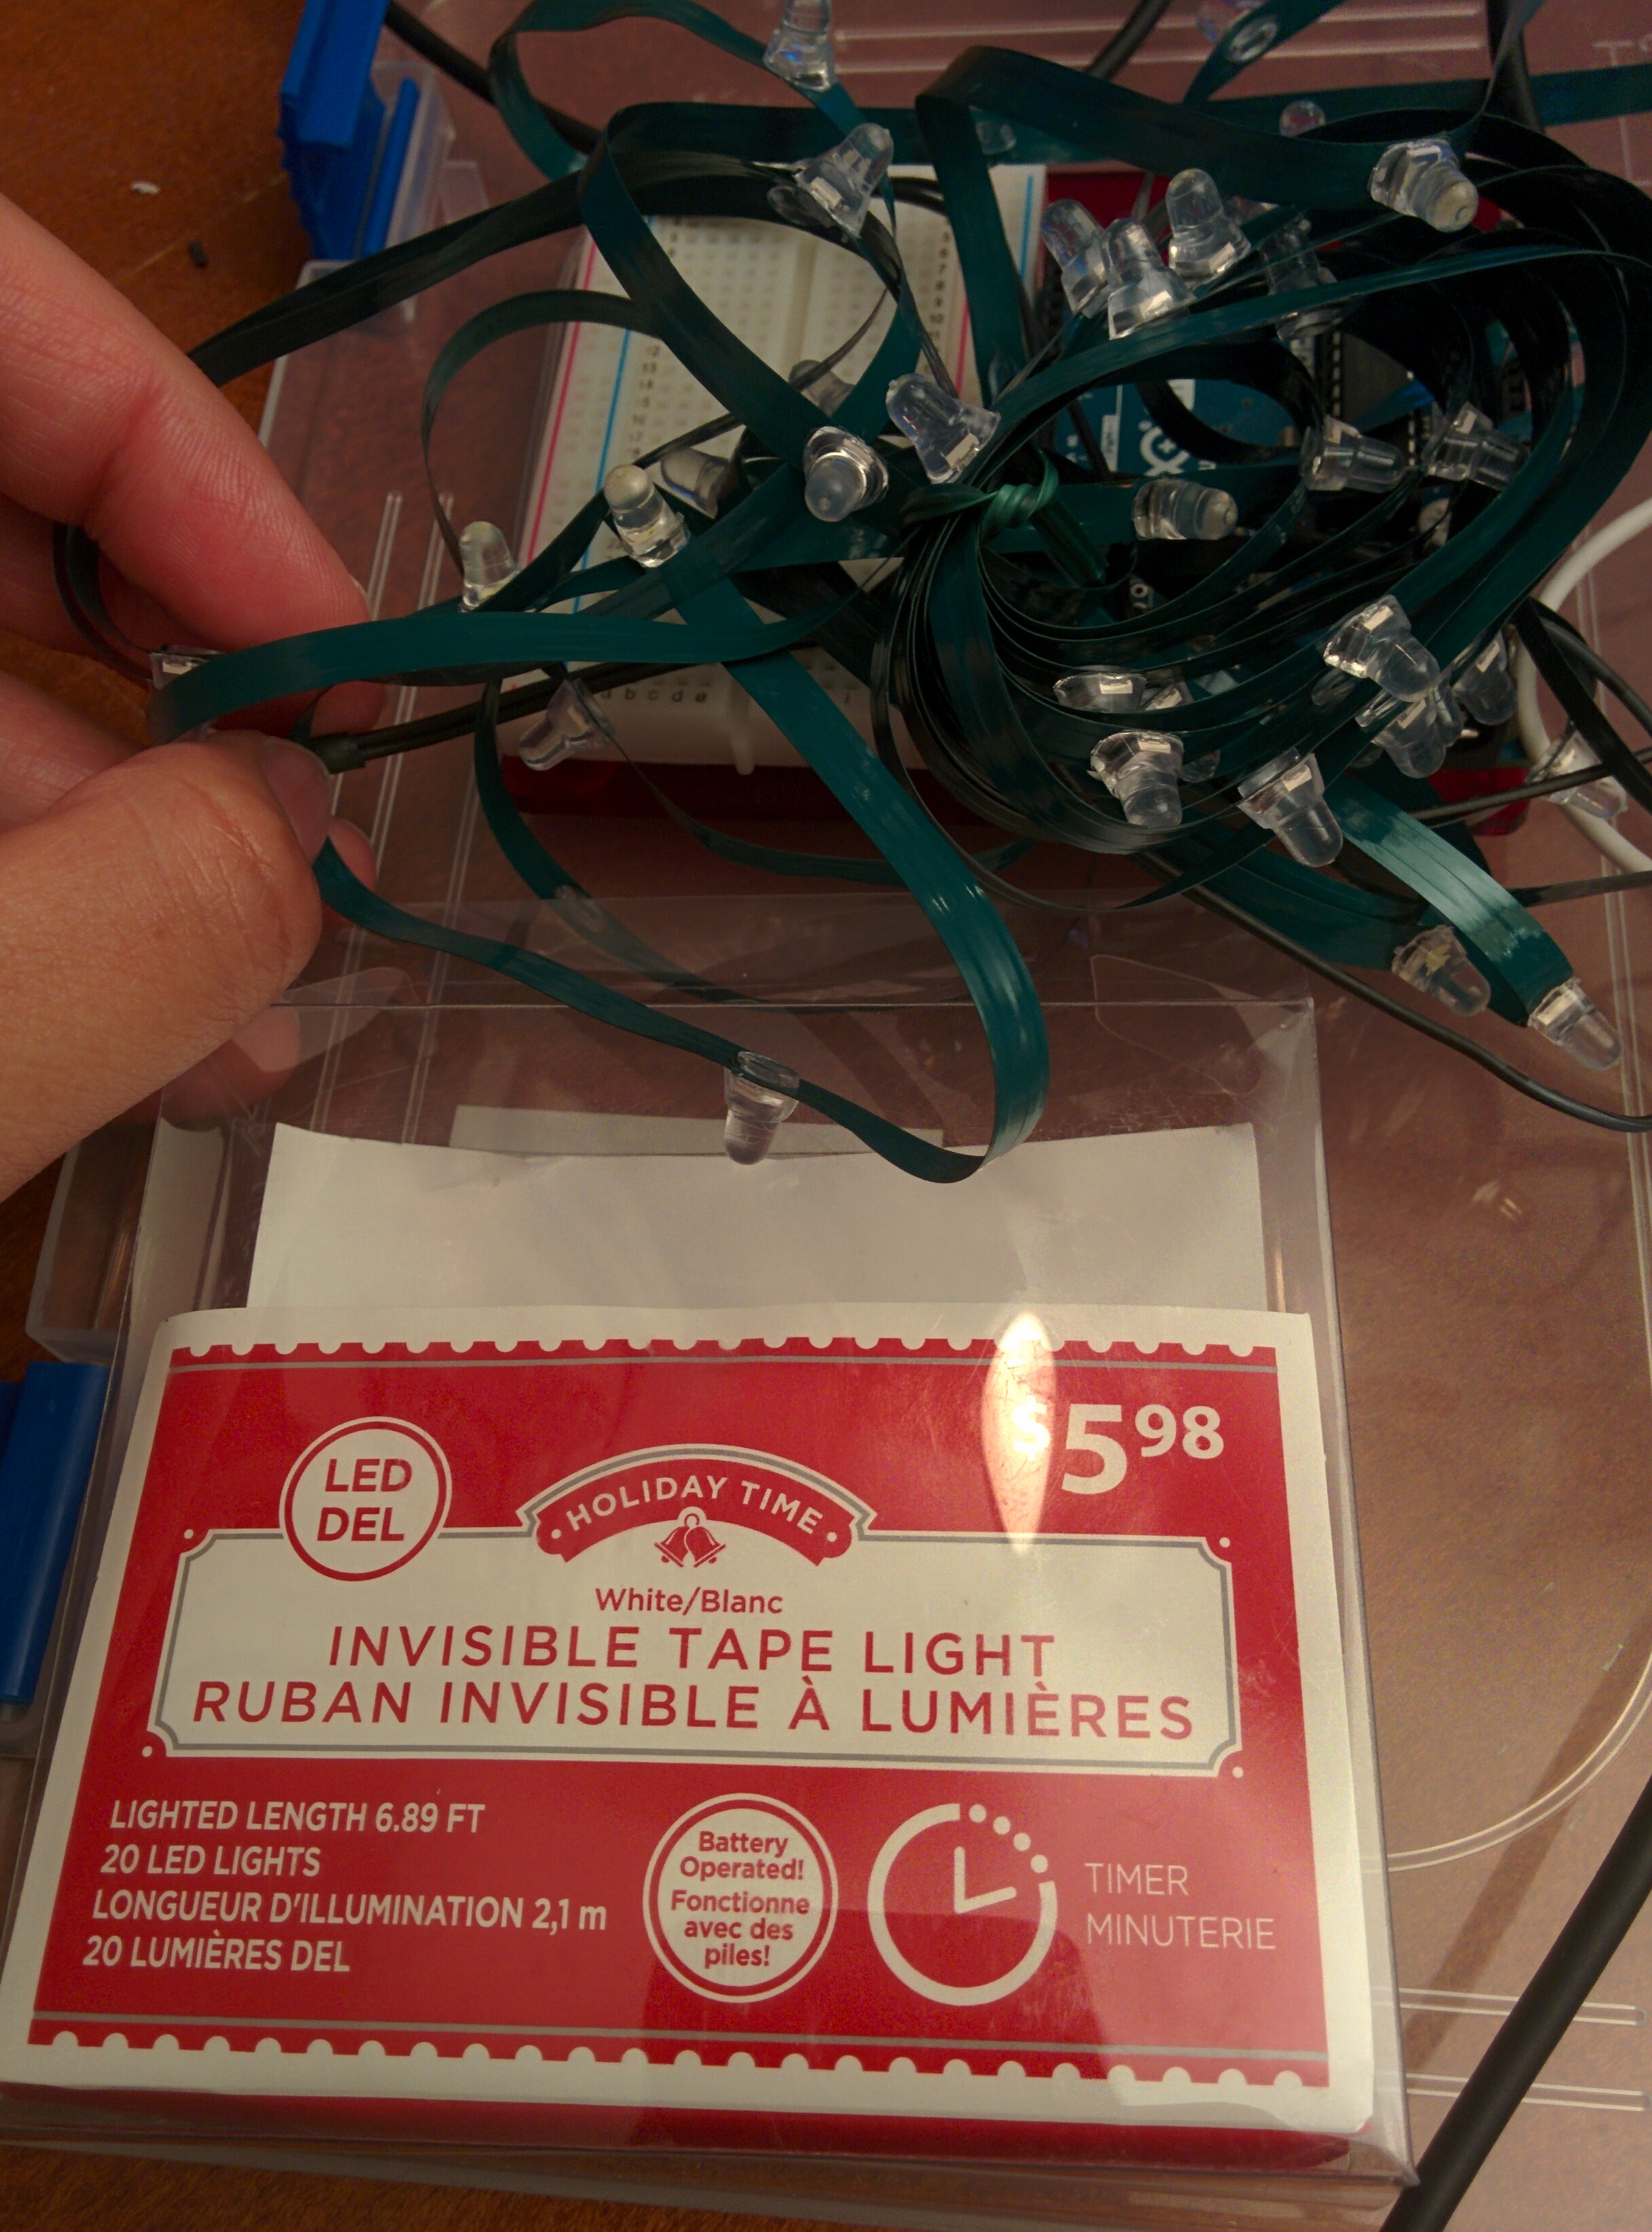 a b c d e
$5 98
LED
DEL
HOLIDAY TIME
White/Blanc
INVISIBLE TAPE LIGHT
RUBAN INVISIBLE À LUMIÈRES
LIGHTED LENGTH 6.89 FT
20 LED LIGHTS
LONGUEUR D'ILLUMINATION 2,1 m
20 LUMIÈRES DEL
Battery
Operated!
Fonctionne
avec des
piles!
TIMER
MINUTERIE